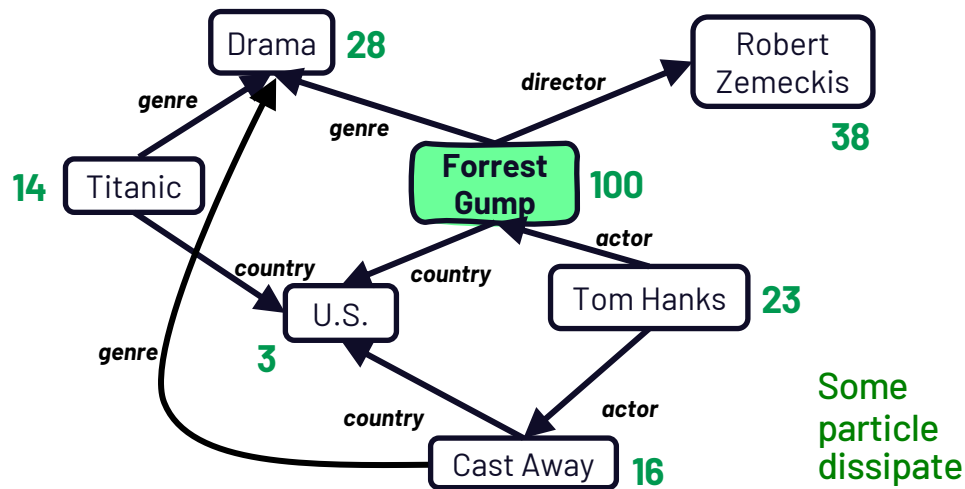 Drama
28
Robert
Zemeckis
38
genre
genre
director
Forrest
Gump
100
14
Titanic
actor
country
country
U.S.
3
Tom Hanks
23
genre
country
actor
Cast Away
16
Some
particle
dissipate